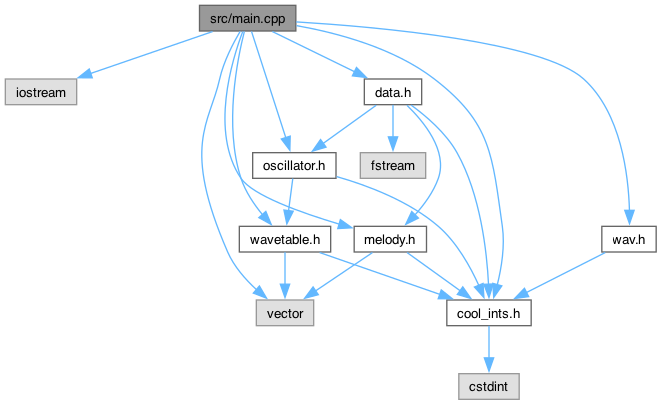 src/main.cpp
iostream
data.h
oscillator.h
fstream
wavetable.h
melody.h
wav.h
vector
cool_ints.h
cstdint